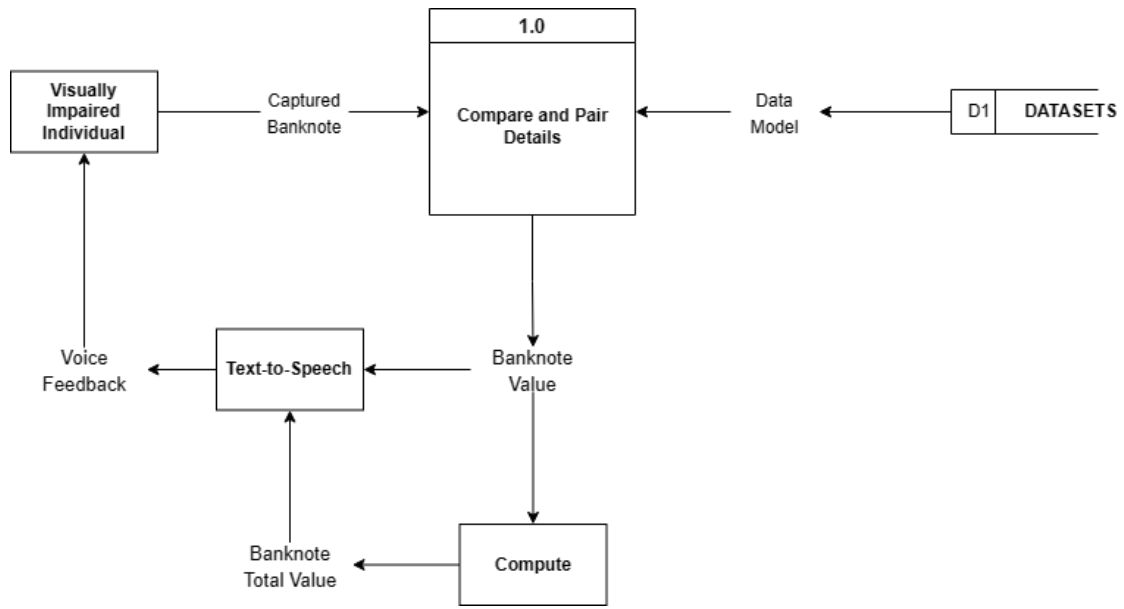 1.0
Visually
Impaired
Individual
Captured
Banknote
Compare and Pair
Details
Data
Model
D1
DATASETS
Voice
Feedback
Text-to-Speech
Banknote
Value
Banknote
Total Value
Compute